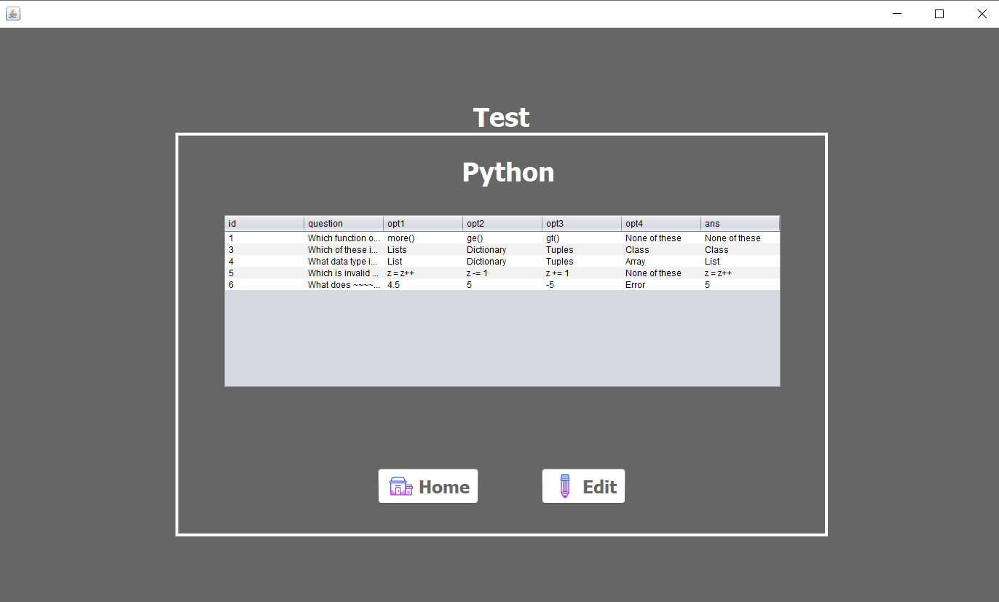 Test
Python
id question opt1 opt2 opt3 opt4 ans
1 Which function o... more() ge() gt() None of these None of these
3 Which of these i... Lists Dictionary Tuples Class Class
4 What data type i... List Dictionary Tuples Array List
5 Which is invalid ... z = z++ z -= 1 z += 1 None of these z = z++
6 What does ~~~~... 4.5 5 -5 Error 5
Home Edit